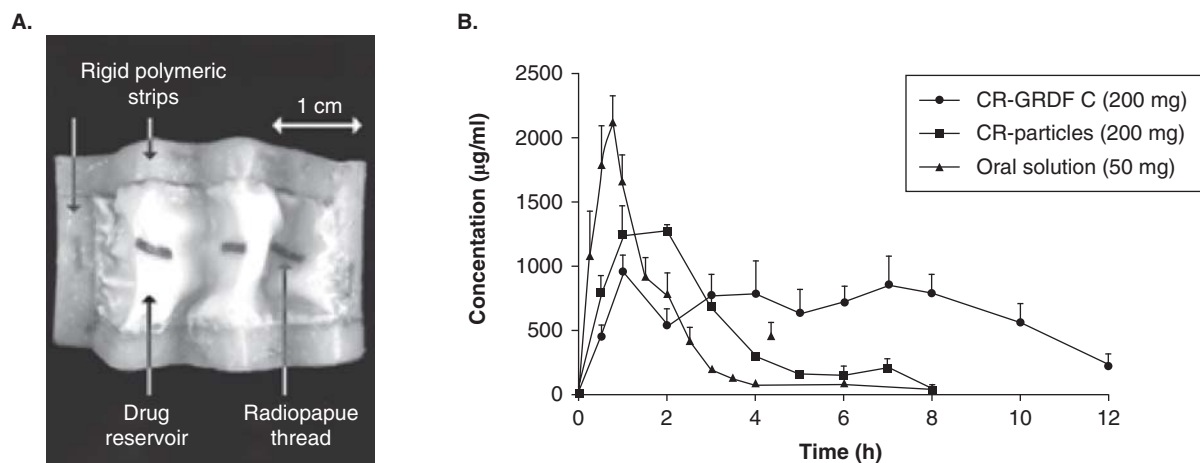 A.
Rigid polymeric
strips
1 cm
Drug
reservoir
Radiopapue
thread
B.
Concentation (µg/ml)
2500
2000
1500
1000
500
0
0 2 4 6 8 10 12
Time (h)
CR-GRDF C (200 mg)
CR-particles (200 mg)
Oral solution (50 mg)